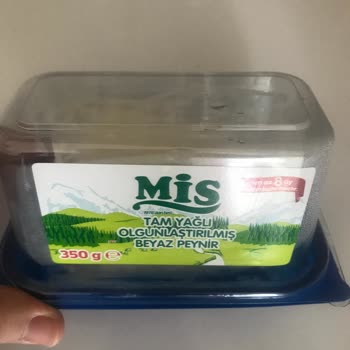 MİS
TAM YAĞLI
OLGUNLAŞTIRILMIŞ
BEYAZ PEYNİR
350 g e